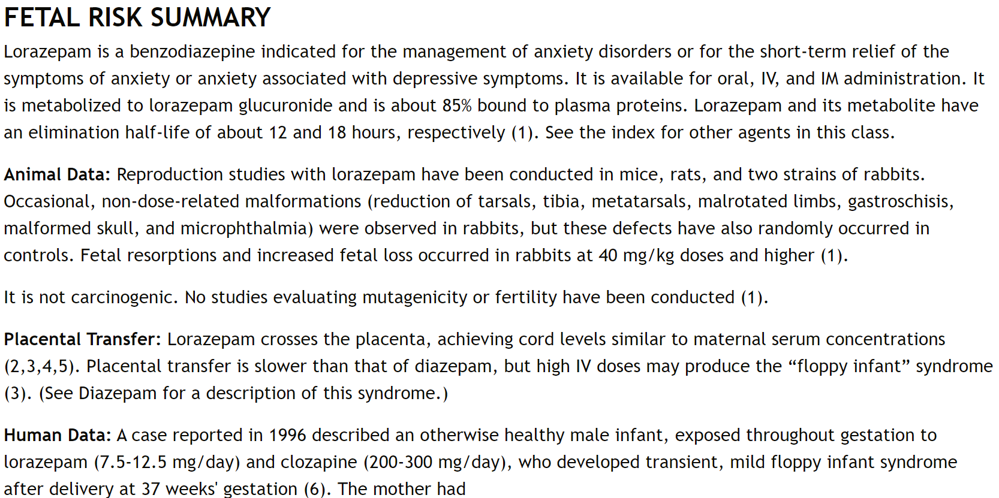 FETAL RISK SUMMARY
Lorazepam is a benzodiazepine indicated for the management of anxiety disorders or for the short-term relief of the
symptoms of anxiety or anxiety associated with depressive symptoms. It is available for oral, IV, and IM administration. It
is metabolized to lorazepam glucuronide and is about 85% bound to plasma proteins. Lorazepam and its metabolite have
an elimination half-life of about 12 and 18 hours, respectively (1). See the index for other agents in this class.
Animal Data: Reproduction studies with lorazepam have been conducted in mice, rats, and two strains of rabbits.
Occasional, non-dose-related malformations (reduction of tarsals, tibia, metatarsals, malrotated limbs, gastroschisis,
malformed skull, and microphthalmia) were observed in rabbits, but these defects have also randomly occurred in
controls. Fetal resorptions and increased fetal loss occurred in rabbits at 40 mg/kg doses and higher (1).
It is not carcinogenic. No studies evaluating mutagenicity or fertility have been conducted (1).
Placental Transfer: Lorazepam crosses the placenta, achieving cord levels similar to maternal serum concentrations
(2,3,4,5). Placental transfer is slower than that of diazepam, but high IV doses may produce the “floppy infant” syndrome
(3). (See Diazepam for a description of this syndrome.)
Human Data: A case reported in 1996 described an otherwise healthy male infant, exposed throughout gestation to
lorazepam (7.5-12.5 mg/day) and clozapine (200-300 mg/day), who developed transient, mild floppy infant syndrome
after delivery at 37 weeks' gestation (6). The mother had